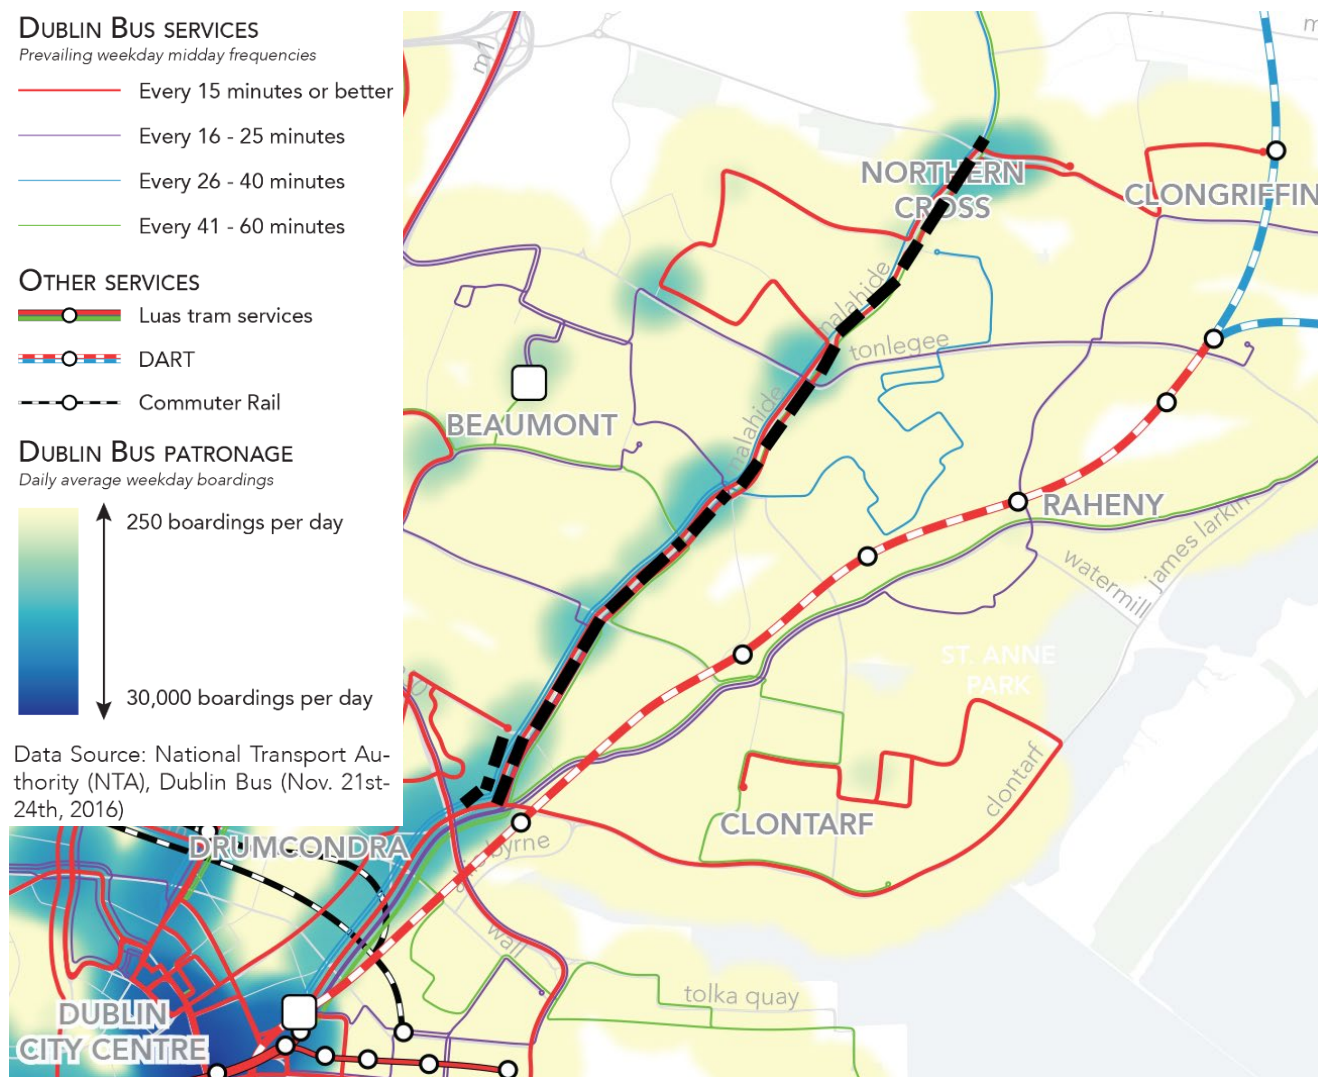 DUBLIN BUS SERVICES
Prevailing weekday midday frequencies
Every 15 minutes or better
Every 16 - 25 minutes
Every 26 - 40 minutes
Every 41 - 60 minutes
OTHER SERVICES
Luas tram services
DART
Commuter Rail
DUBLIN BUS PATRONAGE
Daily average weekday boardings
250 boardings per day
30,000 boardings per day
Data Source: National Transport Au-
thority (NTA), Dublin Bus (Nov. 21st-
24th, 2016)
m1
m
NORTHERN
CROSS
CLONGRIFFIN
malahide
tonlegee
malahide
BEAUMONT
RAHENY
james larkin
watermill
ST. ANNE
PARK
clontarf
CLONTARF
DRUMCONDRA
byrne
wall
tolka quay
DUBLIN
CITY CENTRE